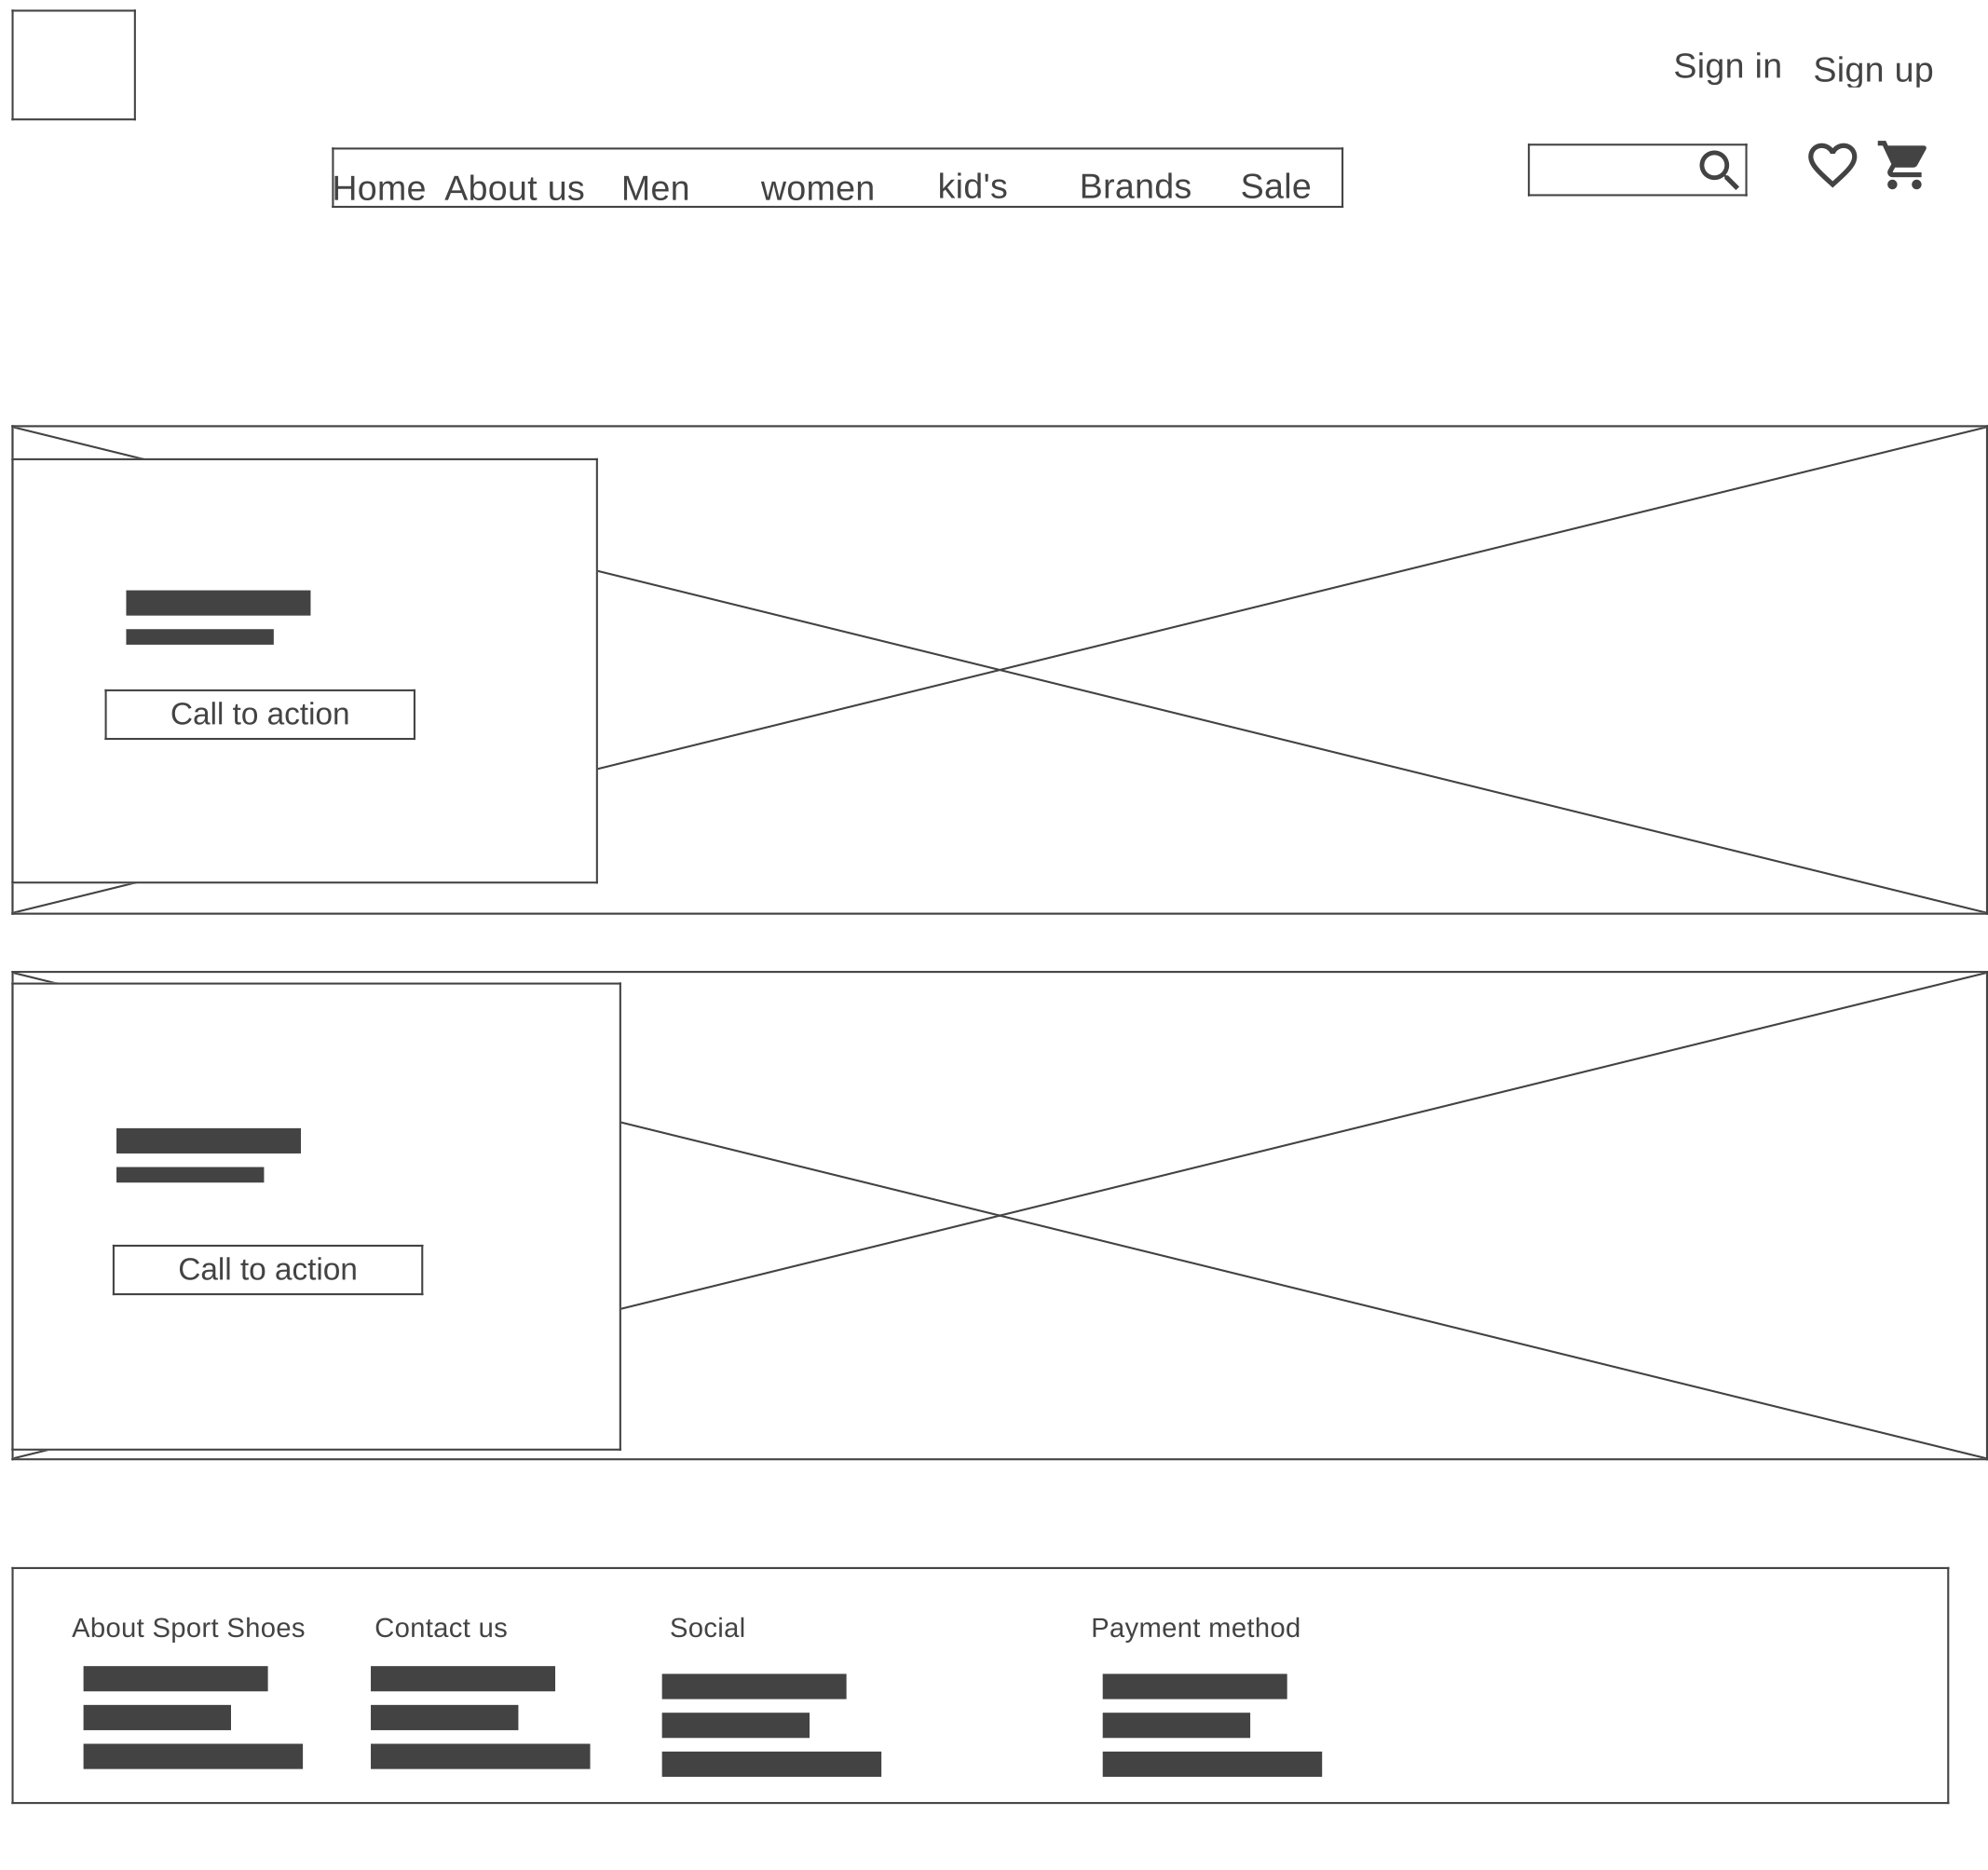 Sign in Sign up
Home About us Men women kid's Brands Sale
Call to action
Call to action
About Sport Shoes Contact us Social Payment method